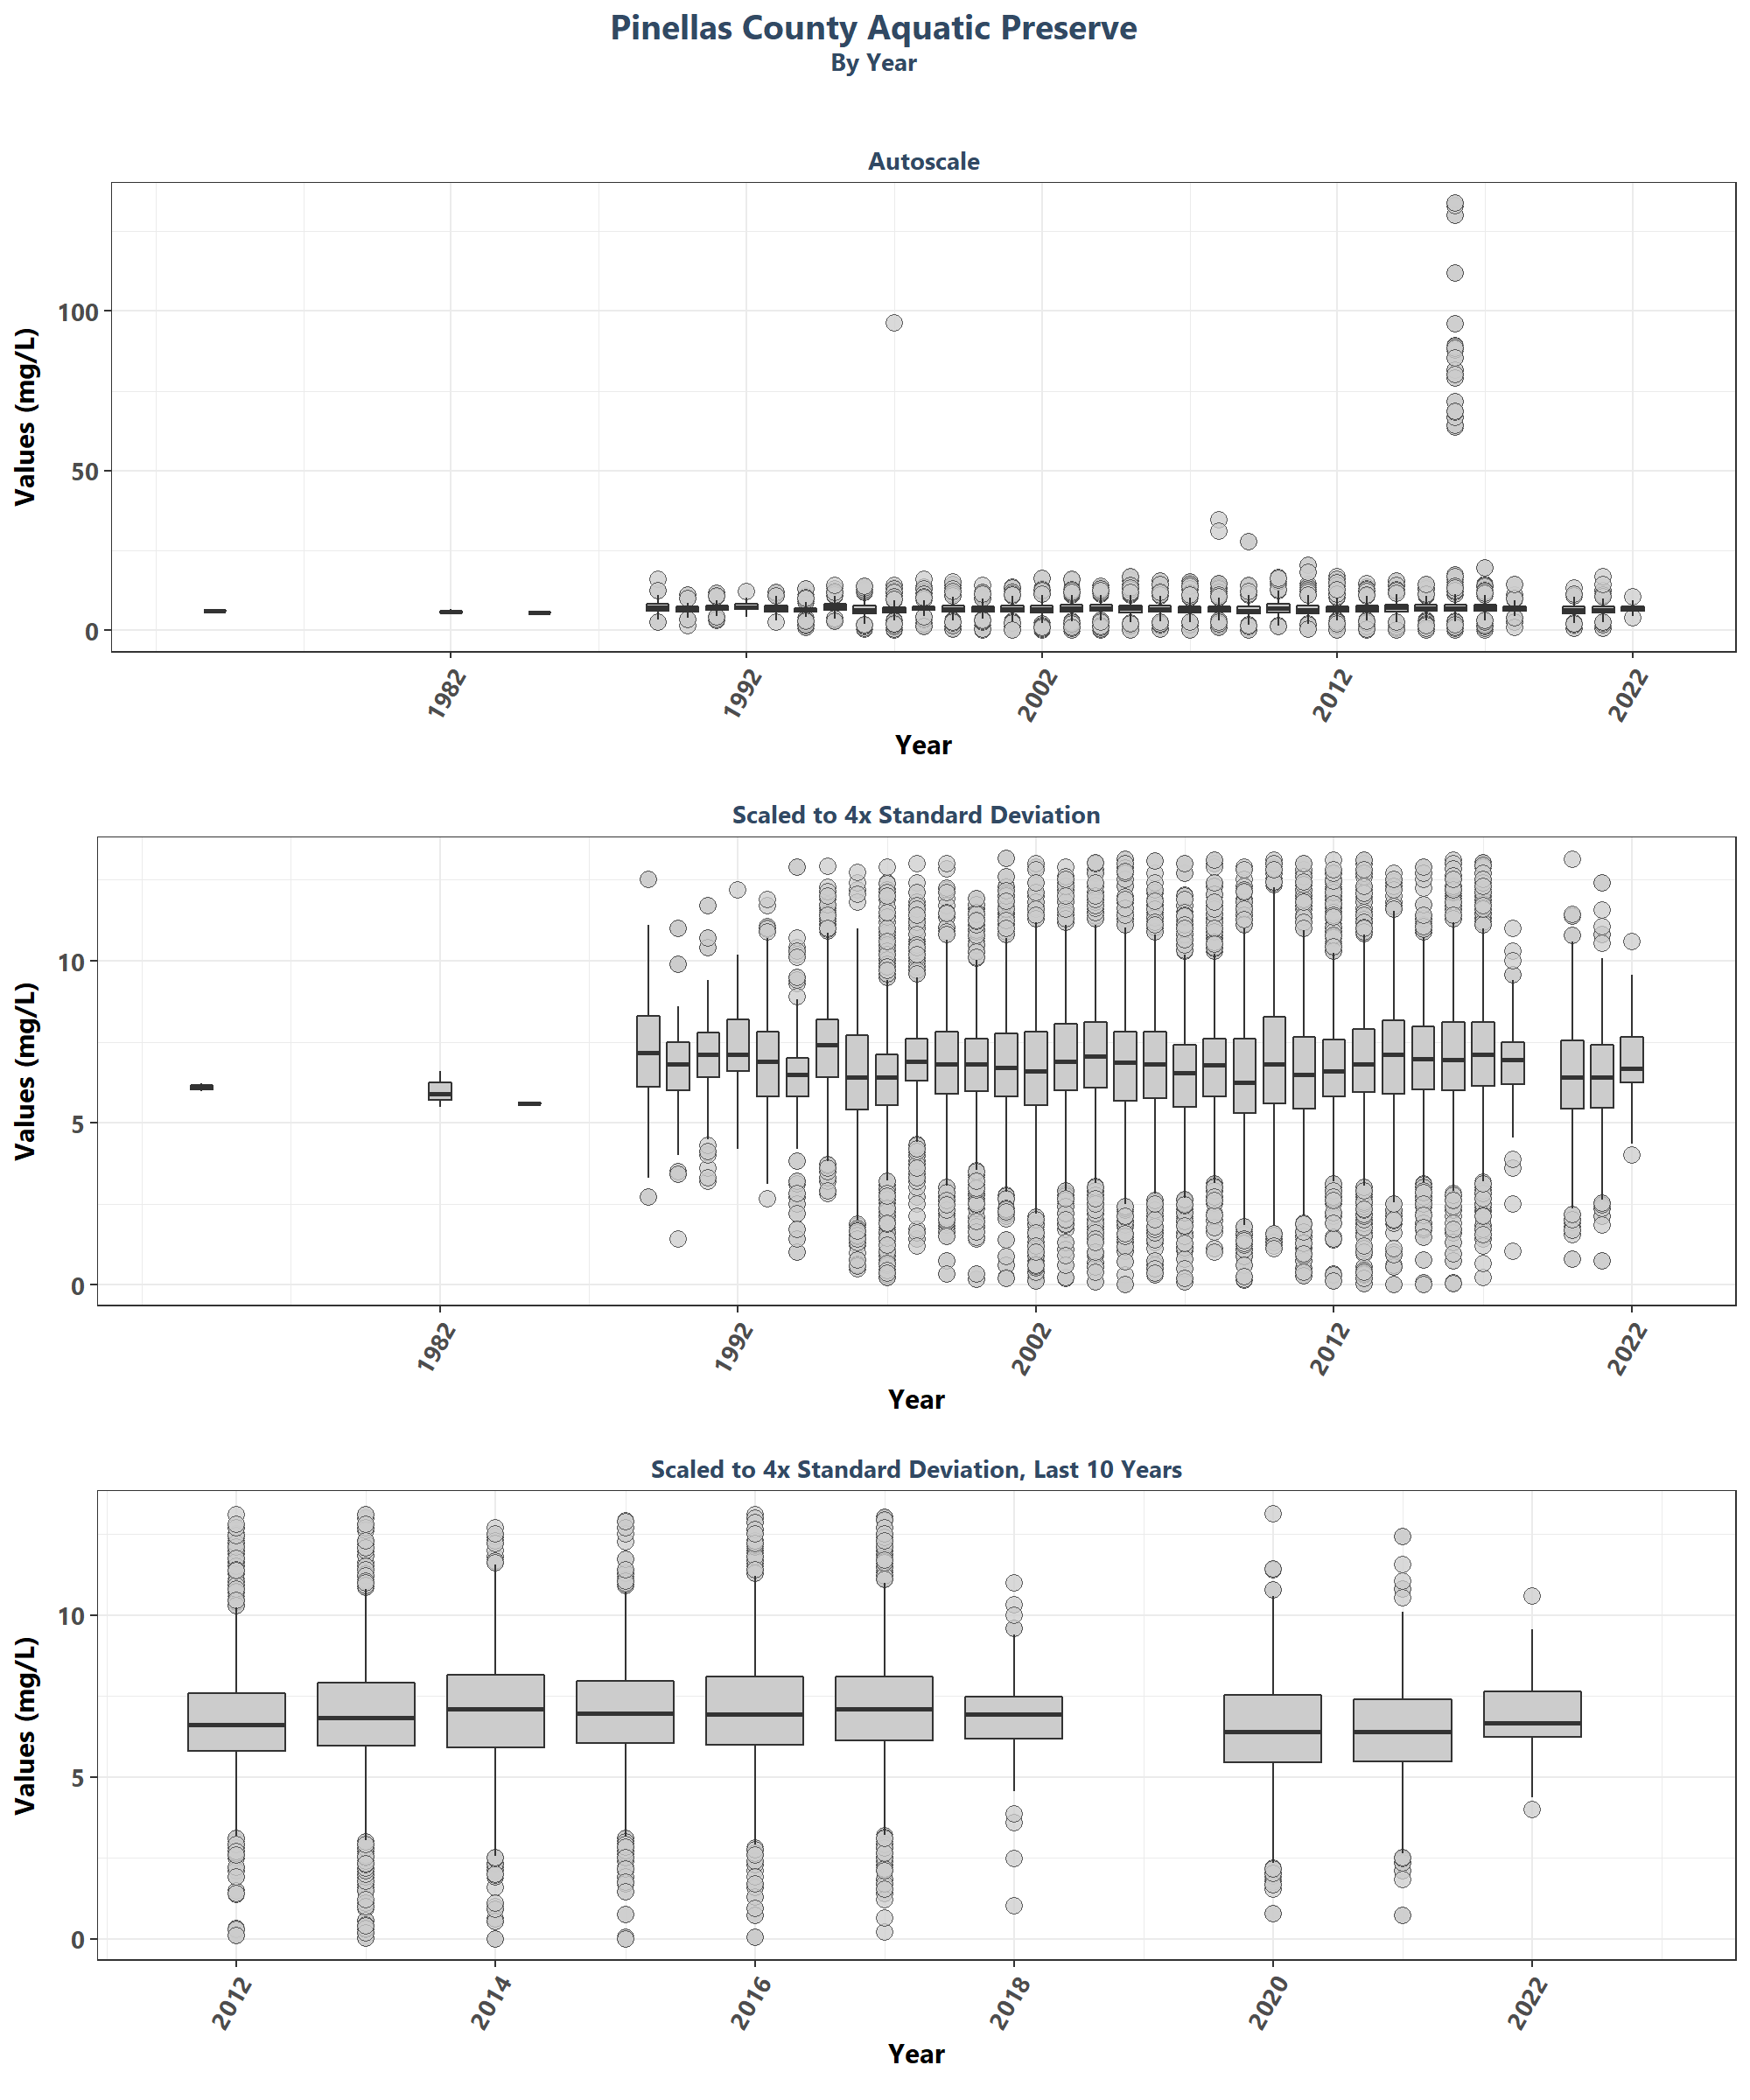 Pinellas County Aquatic Preserve
By Year
Autoscale
Values (mg/L)
100
50
0
1982
1992
2002
2012
2022
Year
Scaled to 4x Standard Deviation
Values (mg/L)
10
5
0
1982
1992
2002
2012
2022
Year
Scaled to 4x Standard Deviation, Last 10 Years
Values (mg/L)
10
5
0
2012
2014
2016
2018
2020
2022
Year